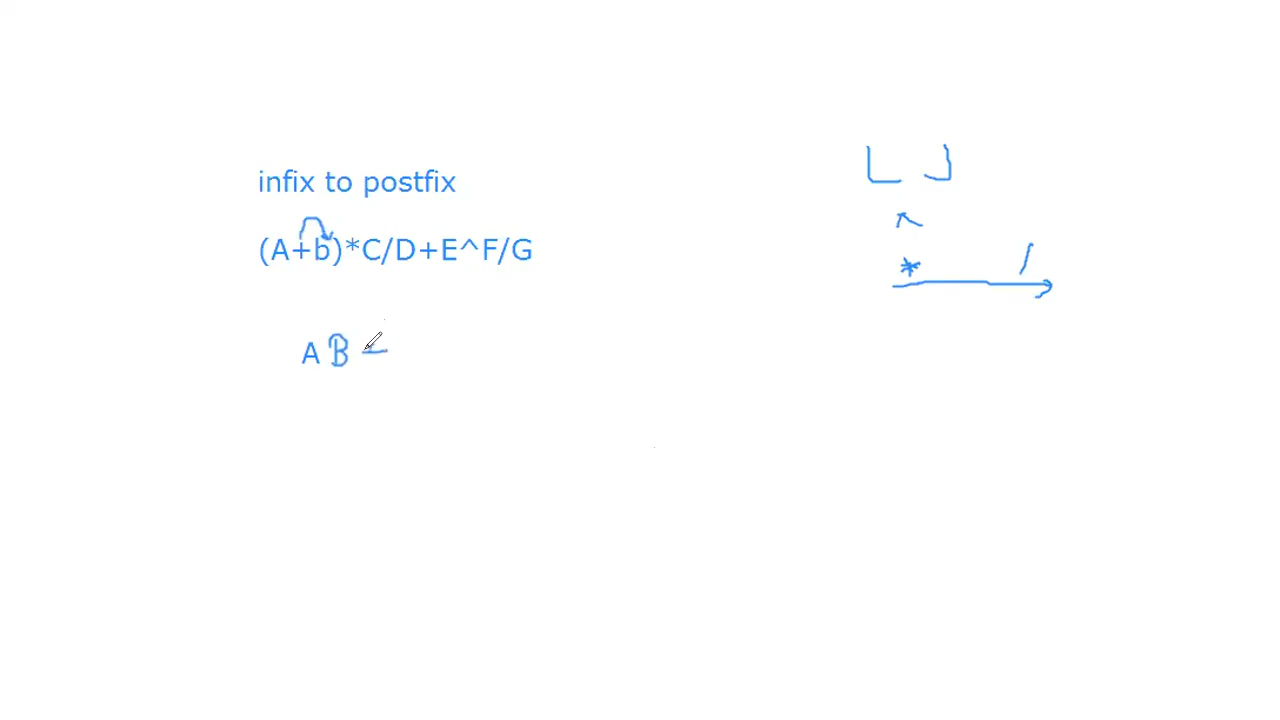 infix to postfix
(A+b)*C/D+E^F/G
* /
A B